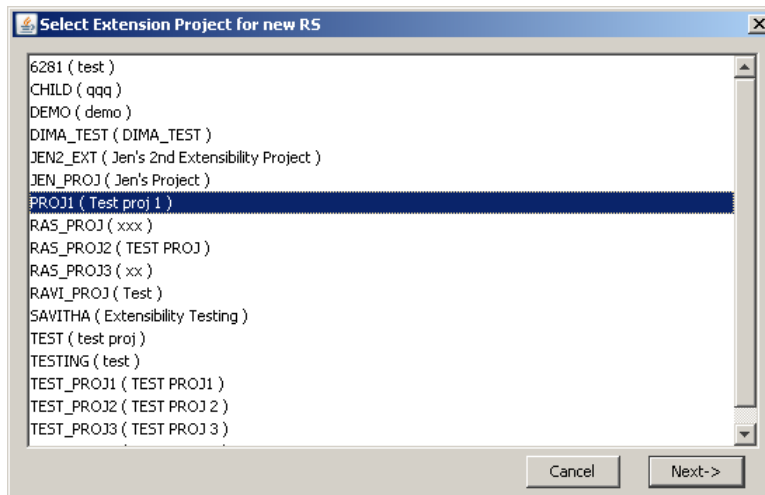 Select Extension Project for new RS
6281 ( test )
CHILD ( qqq )
DEMO ( demo )
DIMA_TEST ( DIMA_TEST )
JEN2_EXT ( Jen's 2nd Extensibility Project )
JEN_PROJ ( Jen's Project )
PROJ1 ( Test proj 1 )
RAS_PROJ ( xxx )
RAS_PROJ2 ( TEST PROJ )
RAS_PROJ3 ( xx )
RAVI_PROJ ( Test )
SAVITHA ( Extensibility Testing )
TEST ( test proj )
TESTING ( test )
TEST_PROJ1 ( TEST PROJ1 )
TEST_PROJ2 ( TEST PROJ 2 )
TEST_PROJ3 ( TEST PROJ 3 )
Cancel Next->